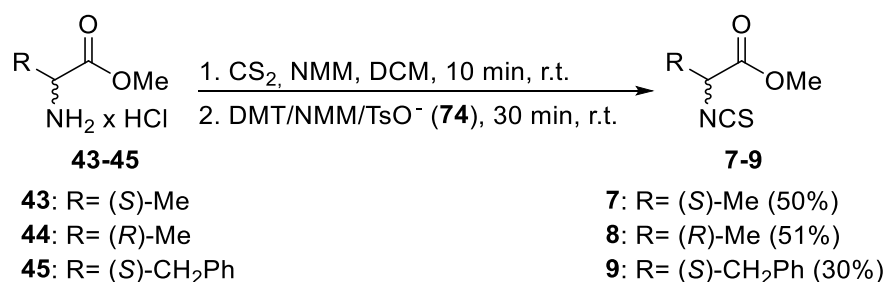 O
R
OMe
NH₂ x HCl
43-45
1. CS₂, NMM, DCM, 10 min, r.t.
2. DMT/NMM/TsO⁻ (74), 30 min, r.t.
O
R
OMe
NCS
7-9
43: R= (S)-Me
44: R= (R)-Me
45: R= (S)-CH₂Ph
7: R= (S)-Me (50%)
8: R= (R)-Me (51%)
9: R= (S)-CH₂Ph (30%)